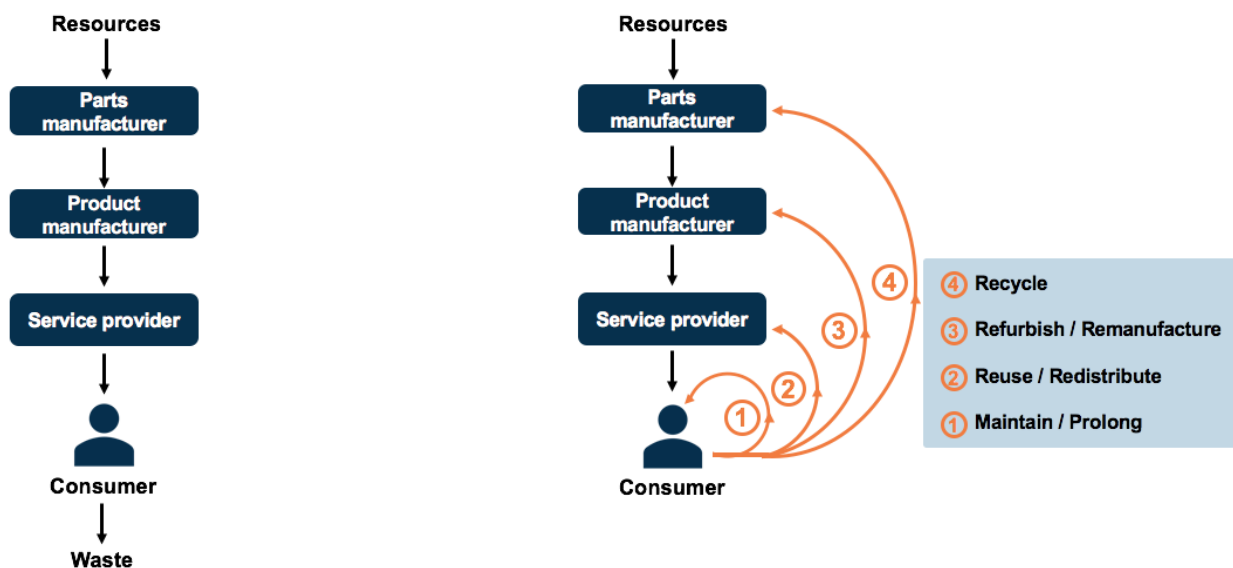 Resources
Parts
manufacturer
Product
manufacturer
Service provider
Consumer
Waste
Resources
Parts
manufacturer
Product
manufacturer
Service provider
Consumer
1
2
3
4
4 Recycle
3 Refurbish / Remanufacture
2 Reuse / Redistribute
1 Maintain / Prolong